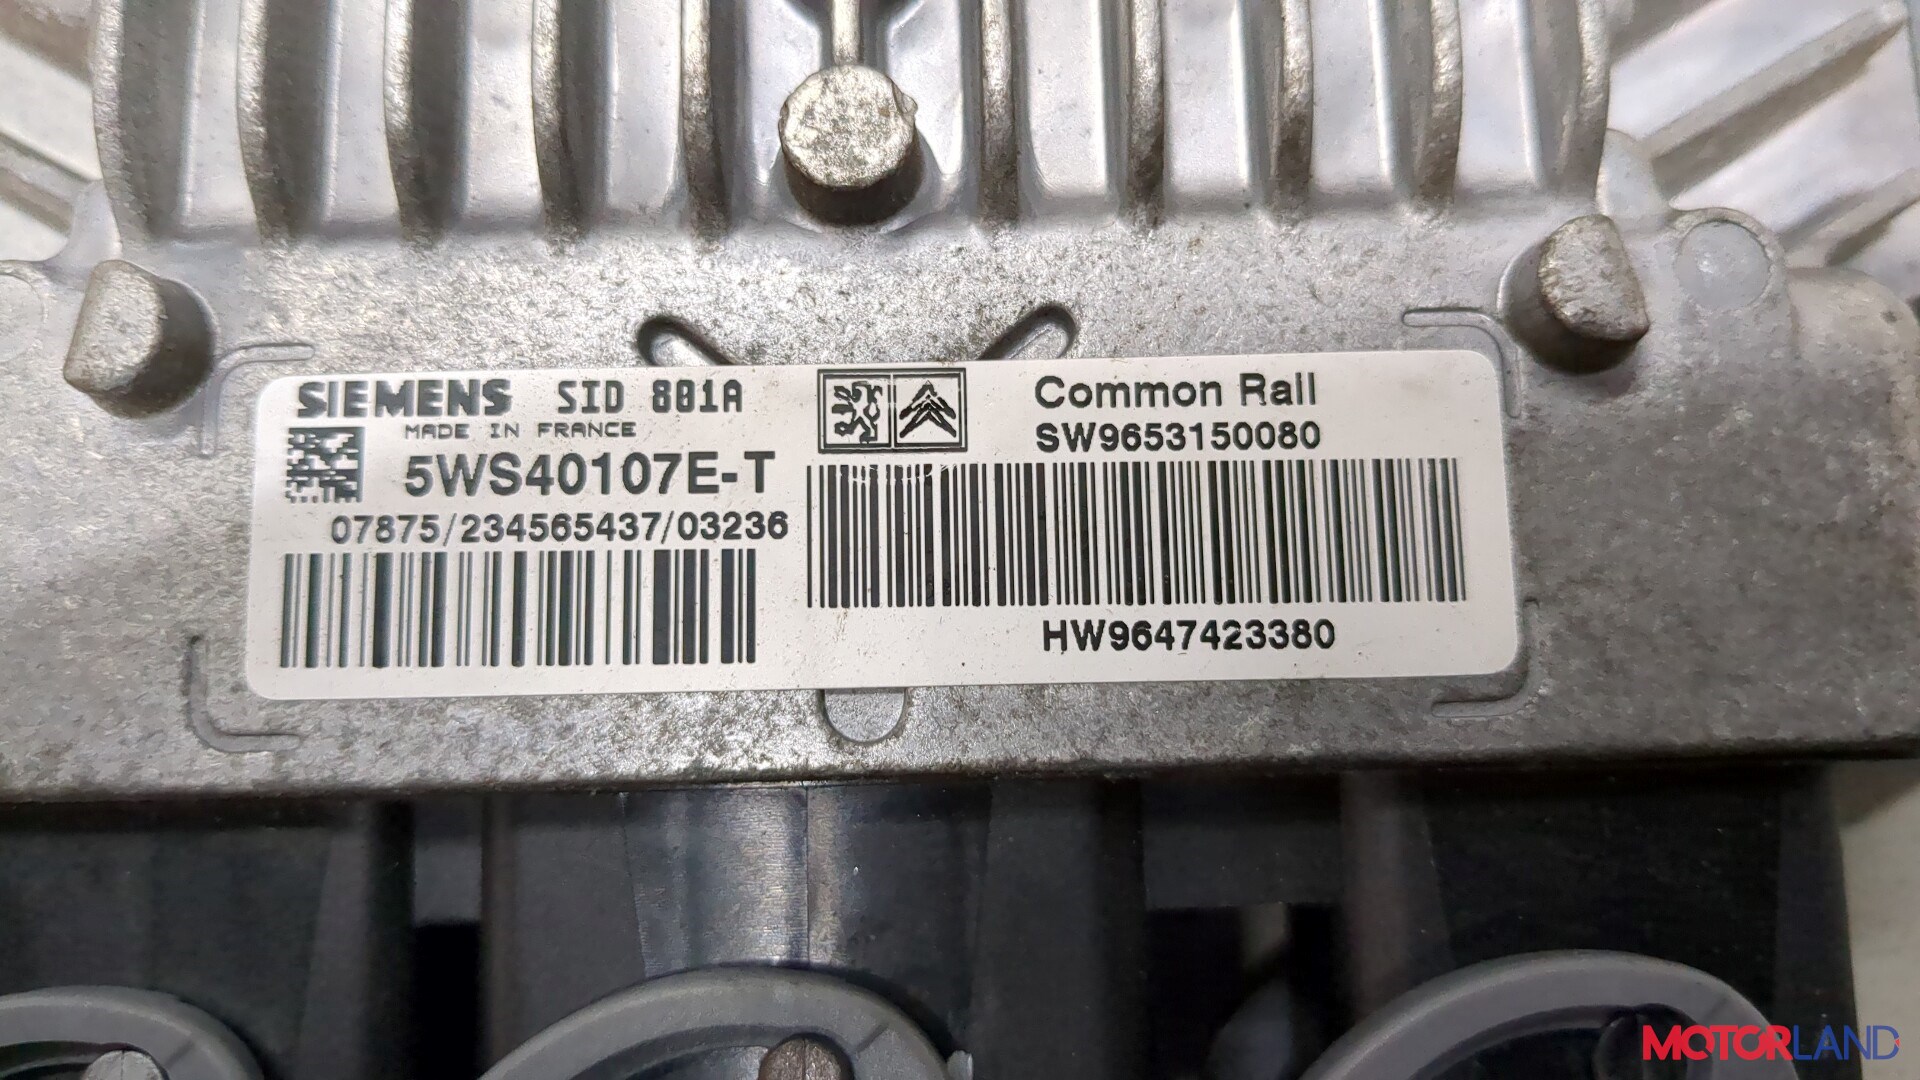 SIEMENS SID 801A
MADE IN FRANCE
5WS40107E-T
07875/234565437/03236
Common Rail
SW9653150080
HW9647423380
MOTORLAND